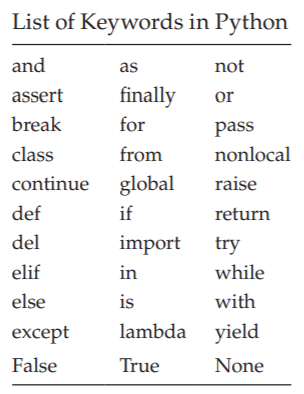 List of Keywords in Python
and as not
assert finally or
break for pass
class from nonlocal
continue global raise
def if return
del import try
elif in while
else is with
except lambda yield
False True None